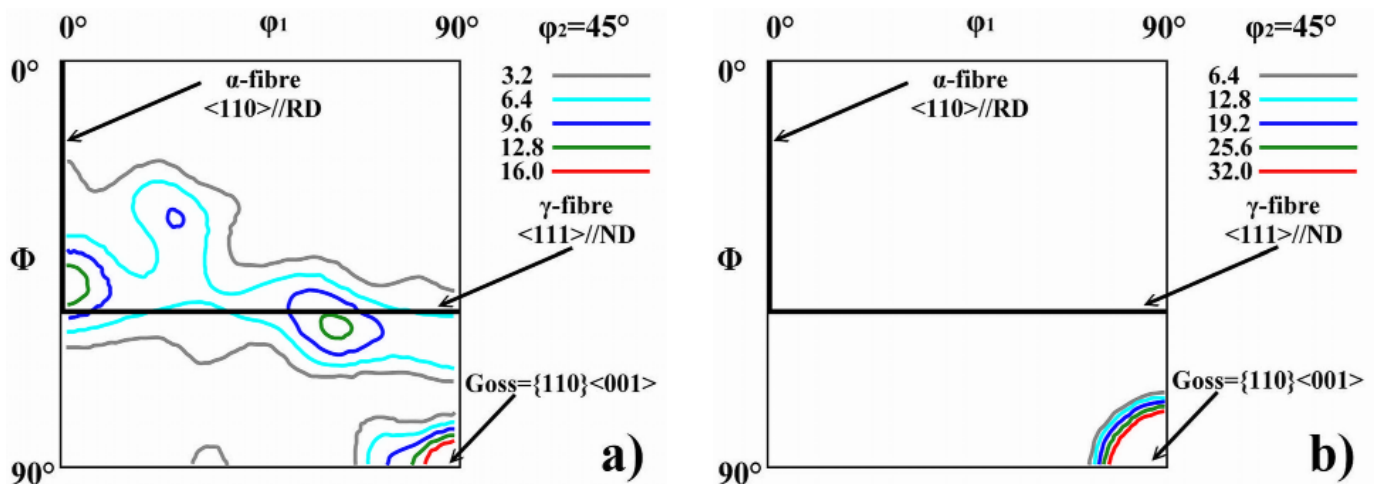 0° φ1 90° φ2=45°
0°
α-fibre
<110>//RD
3.2
6.4
9.6
12.8
16.0
γ-fibre
<111>//ND
Φ
Goss={110}<001>
90°
a)
0° φ1 90° φ2=45°
0°
α-fibre
<110>//RD
6.4
12.8
19.2
25.6
32.0
γ-fibre
<111>//ND
Φ
Goss={110}<001>
90°
b)